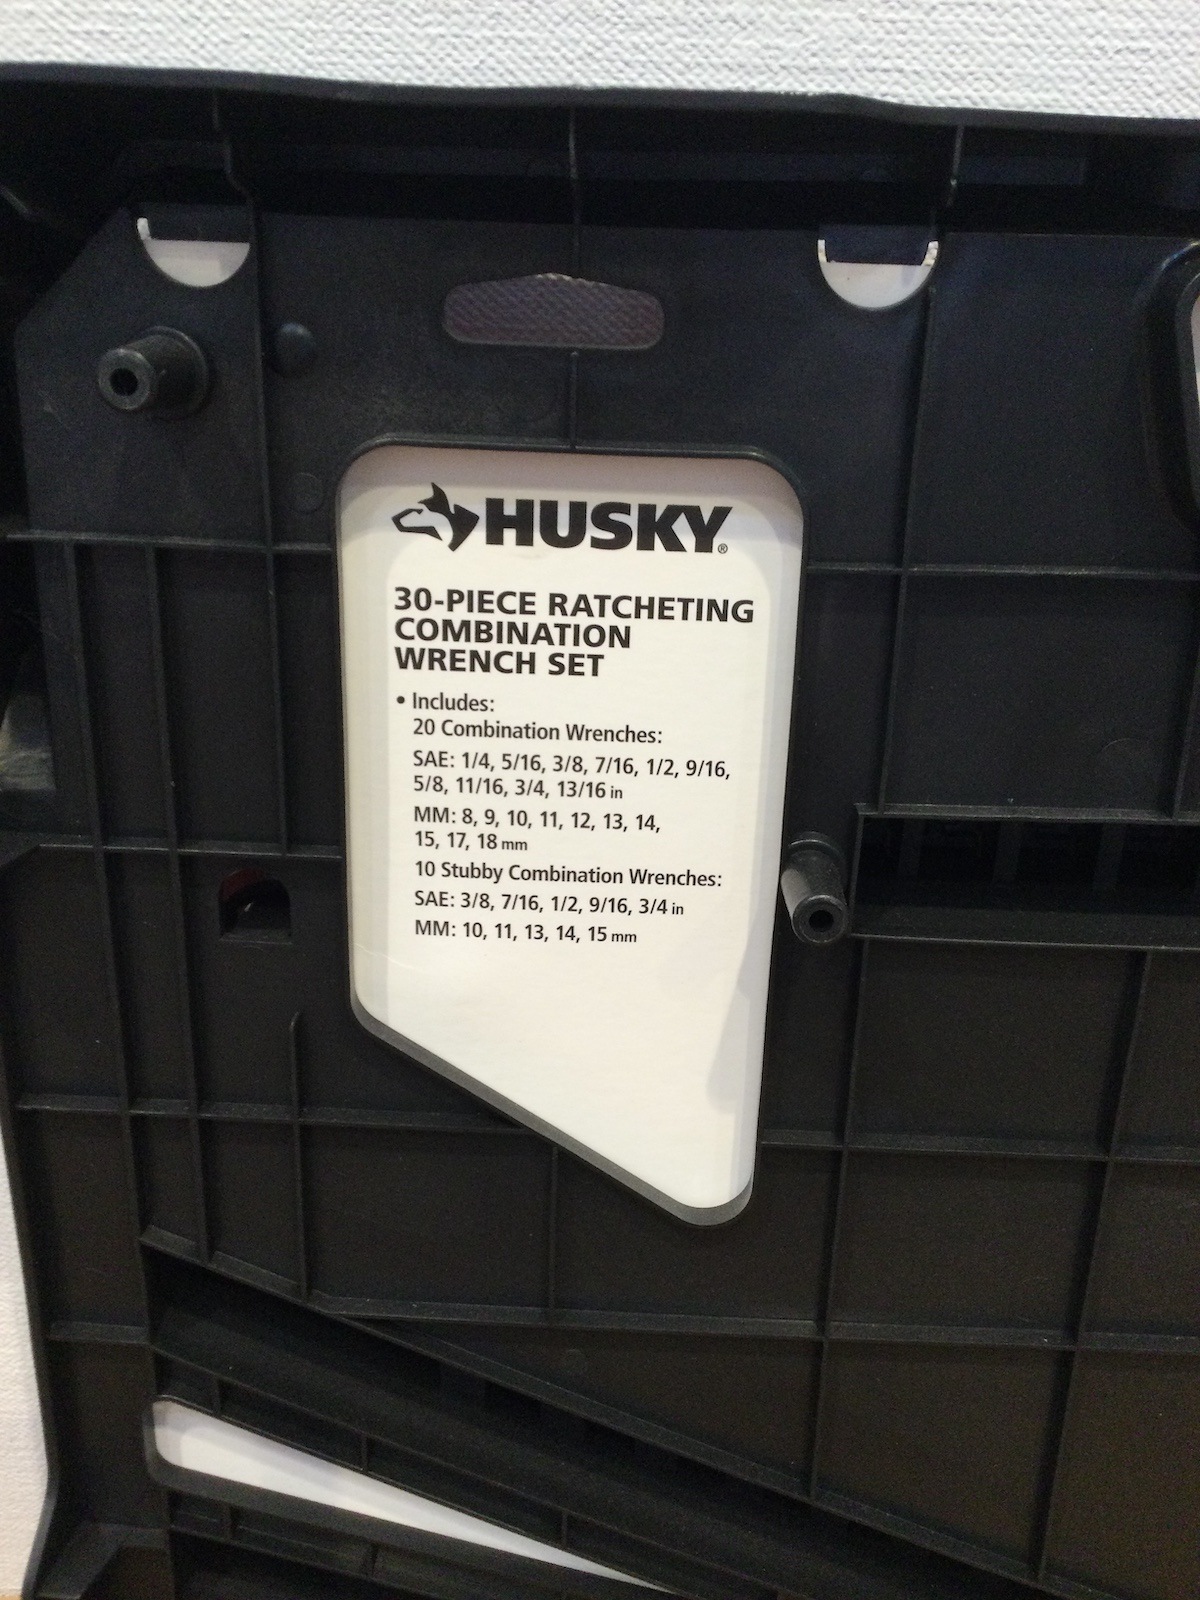 HUSKY®
30-PIECE RATCHETING
COMBINATION
WRENCH SET
• Includes:
20 Combination Wrenches:
SAE: 1/4, 5/16, 3/8, 7/16, 1/2, 9/16,
5/8, 11/16, 3/4, 13/16 in
MM: 8, 9, 10, 11, 12, 13, 14,
15, 17, 18 mm
10 Stubby Combination Wrenches:
SAE: 3/8, 7/16, 1/2, 9/16, 3/4 in
MM: 10, 11, 13, 14, 15 mm